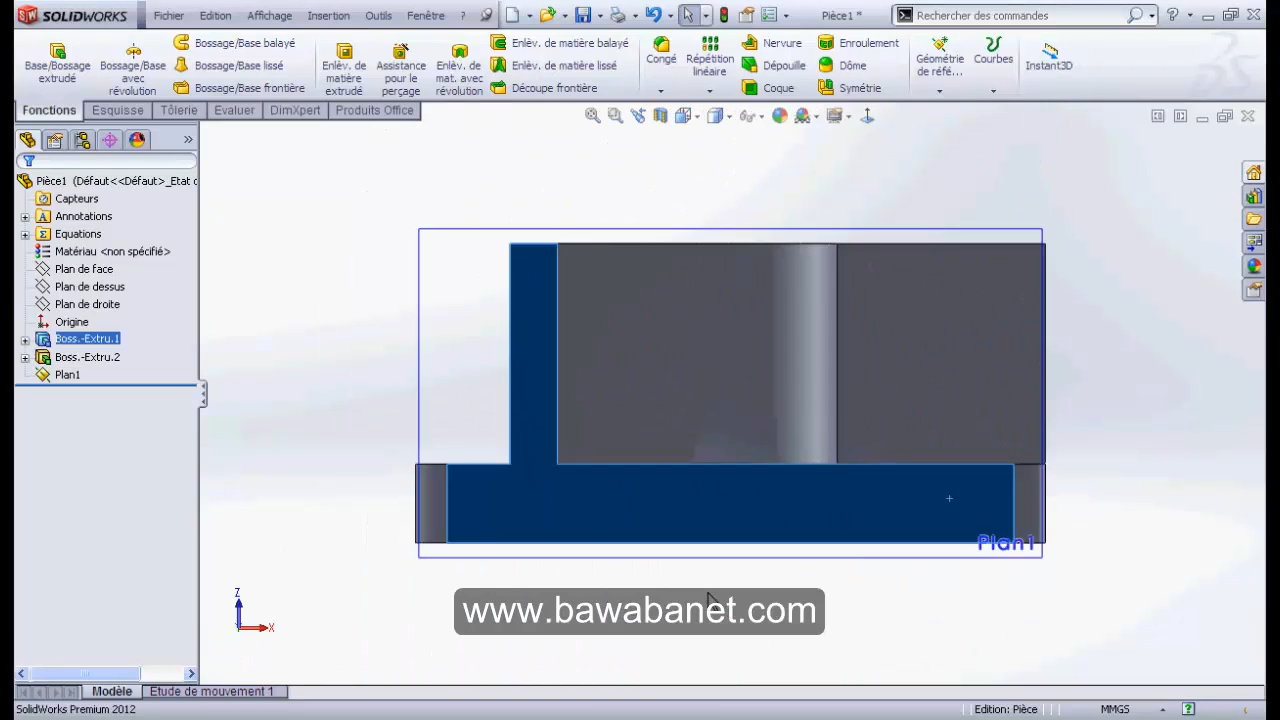 SOLIDWORKS Fichier Edition Affichage Insertion Outils Fenêtre ? Pièce1 * Rechercher des commandes ?
Base/Bossage extrudé
Bossage/Base avec révolution
Bossage/Base balayé
Bossage/Base lissé
Bossage/Base frontière
Enlèv. de matière extrudé
Assistance pour le perçage
Enlèv. de mat. avec révolution
Enlèv. de matière balayé
Enlèv. de matière lissé
Découpe frontière
Congé
Répétition linéaire
Nervure
Dépouille
Coque
Enroulement
Dôme
Symétrie
Géométrie de réfé...
Courbes
Instant3D
Fonctions Esquisse Tôlerie Evaluer DimXpert Produits Office
Pièce1 (Défaut<<Défaut>_Etat c
Capteurs
Annotations
Equations
Matériau <non spécifié>
Plan de face
Plan de dessus
Plan de droite
Origine
Boss.-Extru.1
Boss.-Extru.2
Plan1
Plan1
Z
X
www.bawabanet.com
Modèle Etude de mouvement 1
SolidWorks Premium 2012 Edition: Pièce MMGS ?